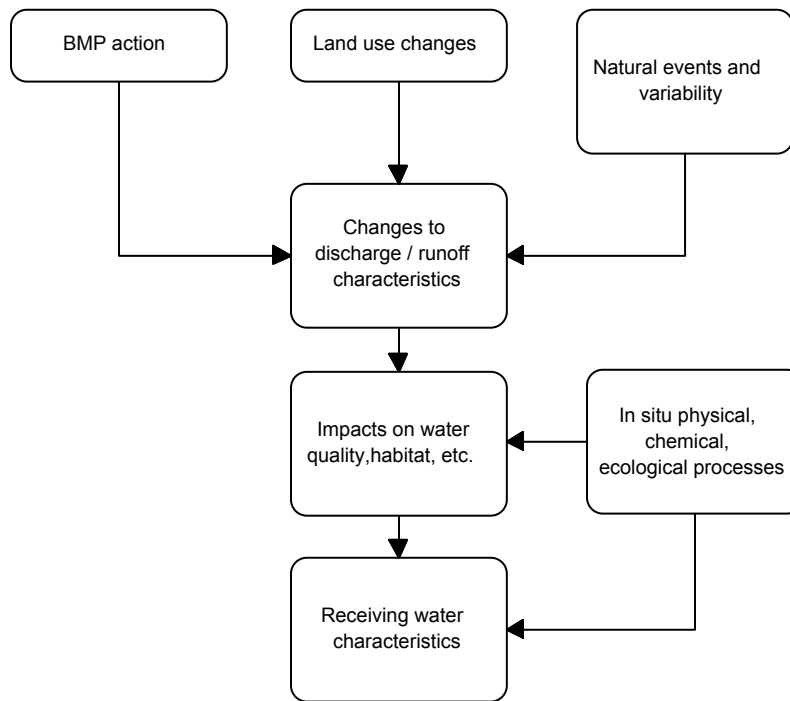 BMP action
Land use changes
Natural events and
variability
Changes to
discharge / runoff
characteristics
Impacts on water
quality,habitat, etc.
In situ physical,
chemical,
ecological processes
Receiving water
characteristics